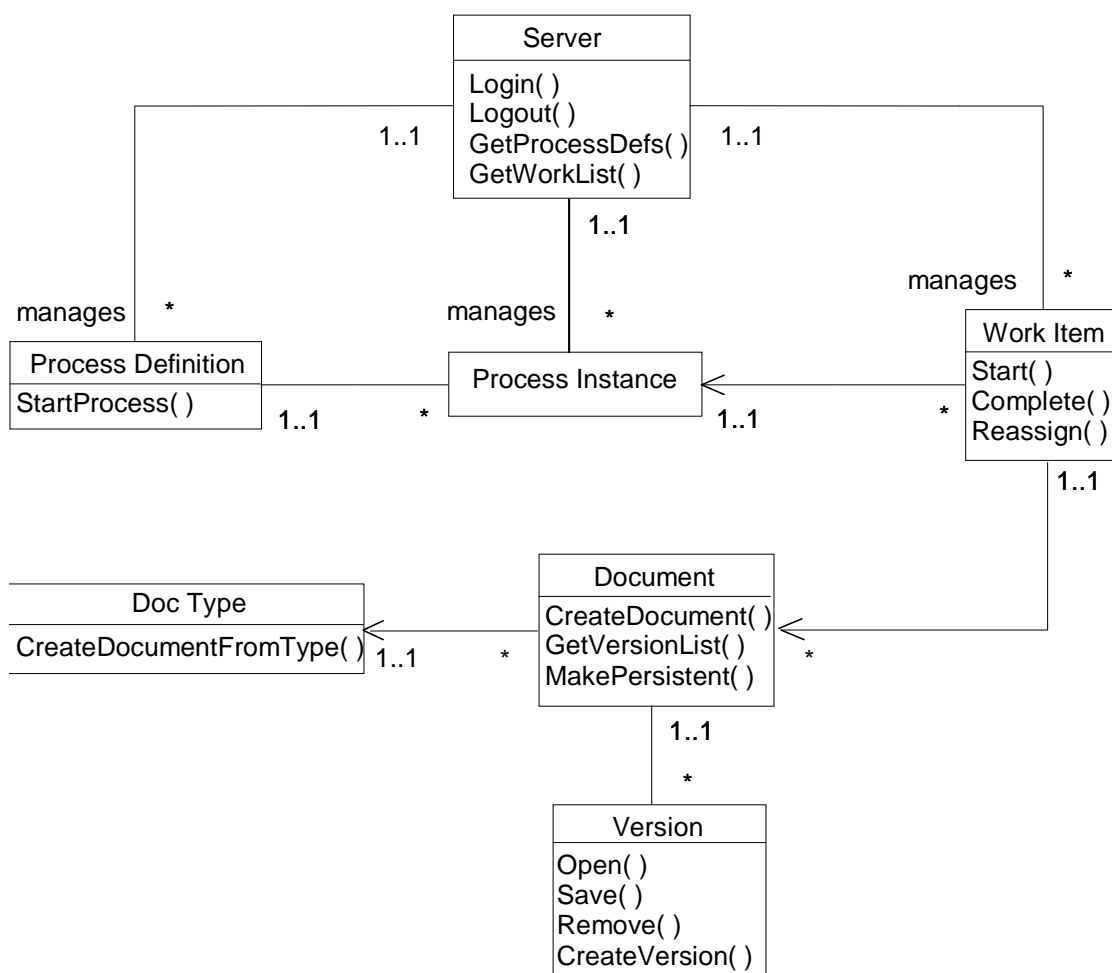 Server
Login( )
Logout( )
GetProcessDefs( )
GetWorkList( )
1..1
1..1
1..1
manages
*
manages
*
manages
*
Process Definition
StartProcess( )
Process Instance
Work Item
Start( )
Complete( )
Reassign( )
1..1
*
1..1
*
1..1
Doc Type
CreateDocumentFromType( )
1..1
*
Document
CreateDocument( )
GetVersionList( )
MakePersistent( )
*
1..1
*
Version
Open( )
Save( )
Remove( )
CreateVersion( )